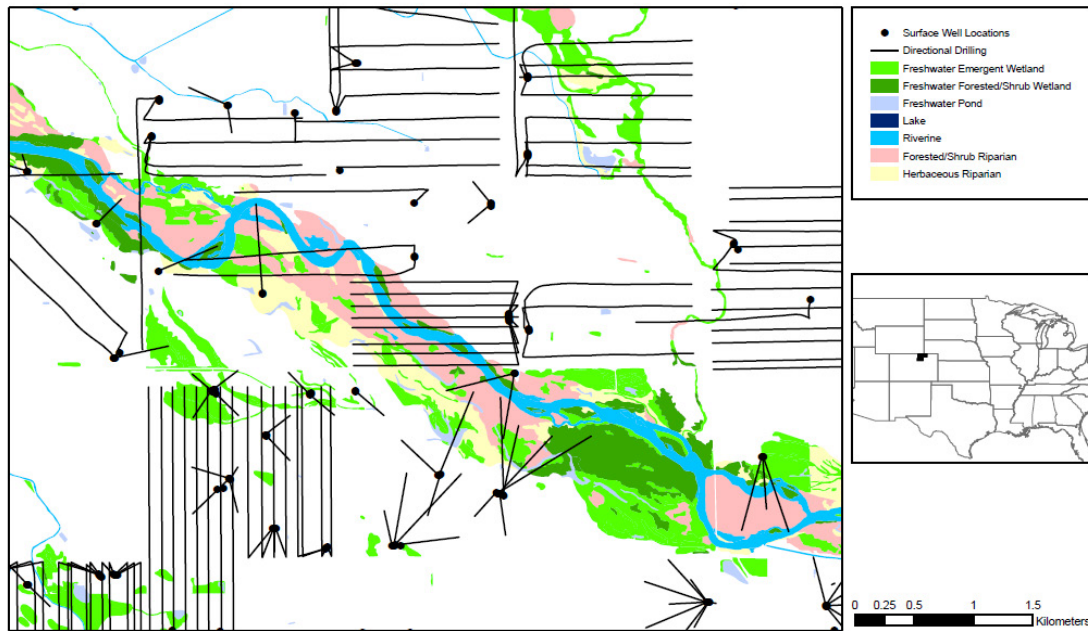 Surface Well Locations
Directional Drilling
Freshwater Emergent Wetland
Freshwater Forested/Shrub Wetland
Freshwater Pond
Lake
Riverine
Forested/Shrub Riparian
Herbaceous Riparian
0 0.25 0.5 1 1.5
Kilometers